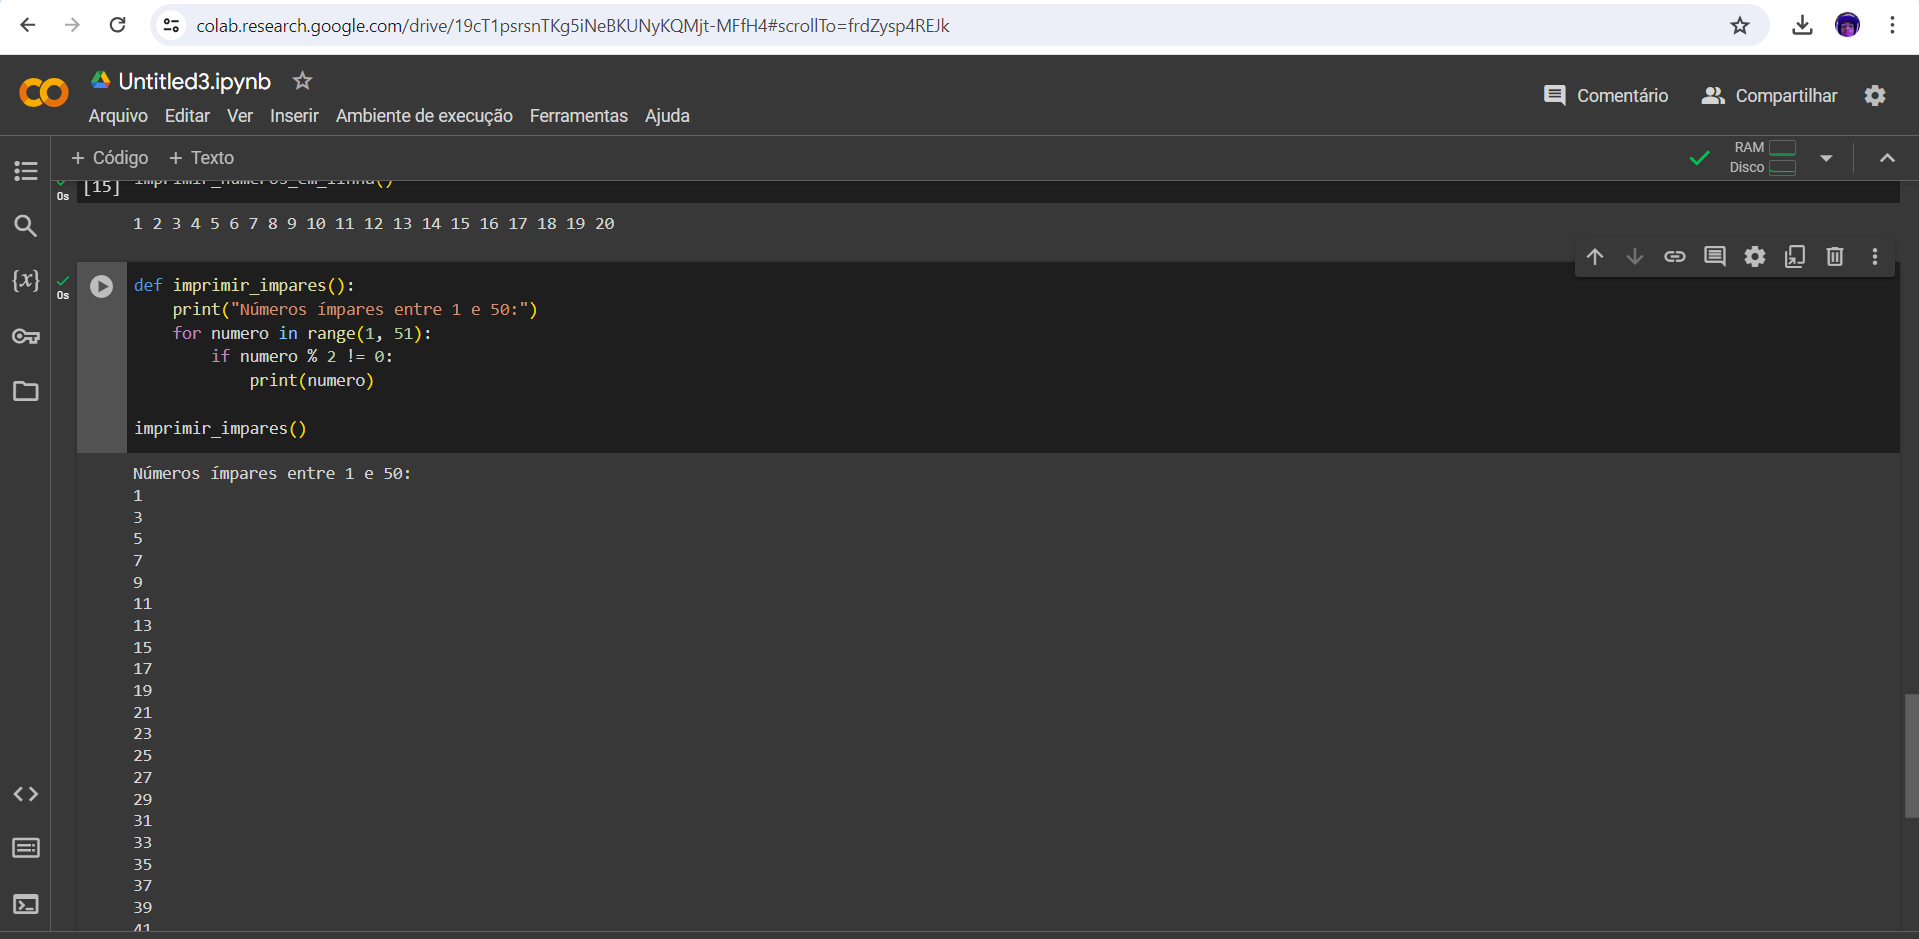 colab.research.google.com/drive/19cT1psrsnTKg5iNeBKUNyKQMjt-MFfH4#scrollTo=frdZysp4REJk
CO
Untitled3.ipynb
Arquivo Editar Ver Inserir Ambiente de execução Ferramentas Ajuda
Comentário
Compartilhar
+ Código + Texto
RAM
Disco
0s
[15] imprimir_numeros_em_linha()
1 2 3 4 5 6 7 8 9 10 11 12 13 14 15 16 17 18 19 20
{x}
0s
def imprimir_impares():
    print("Números ímpares entre 1 e 50:")
    for numero in range(1, 51):
        if numero % 2 != 0:
            print(numero)
imprimir_impares()
Números ímpares entre 1 e 50:
1
3
5
7
9
11
13
15
17
19
21
23
25
27
29
31
33
35
37
39
41